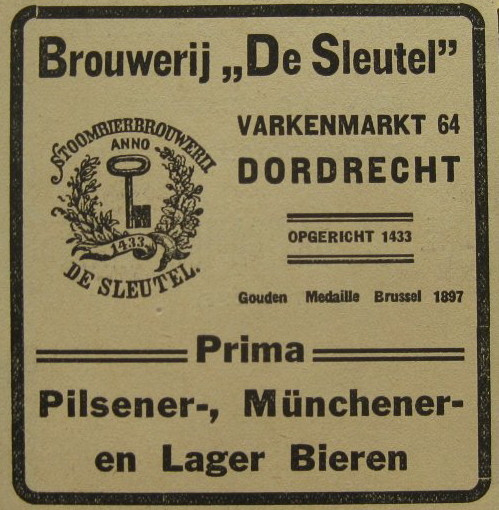 Brouwerij „De Sleutel”
STOOMBIERBROUWERIJ
ANNO
1433
DE SLEUTEL.
VARKENMARKT 64
DORDRECHT
OPGERICHT 1433
Gouden Medaille Brussel 1897
Prima
Pilsener-, Münchener-
en Lager Bieren